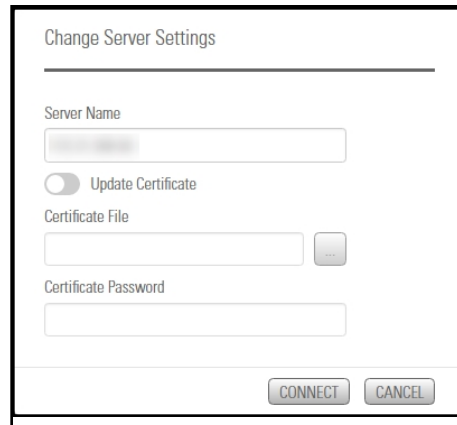 Change Server Settings
Server Name
Update Certificate
Certificate File
...
Certificate Password
CONNECT CANCEL